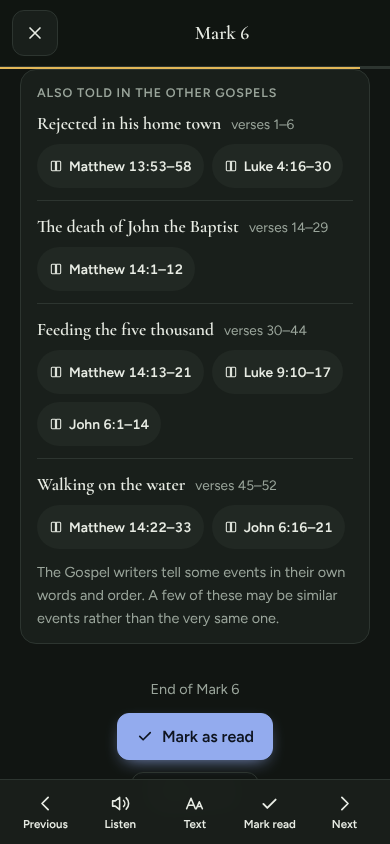 Mark 6
ALSO TOLD IN THE OTHER GOSPELS
Rejected in his home town verses 1–6
Matthew 13:53–58 Luke 4:16–30
The death of John the Baptist verses 14–29
Matthew 14:1–12
Feeding the five thousand verses 30–44
Matthew 14:13–21 Luke 9:10–17
John 6:1–14
Walking on the water verses 45–52
Matthew 14:22–33 John 6:16–21
The Gospel writers tell some events in their own
words and order. A few of these may be similar
events rather than the very same one.
End of Mark 6
Mark as read
Previous Listen Text Mark read Next